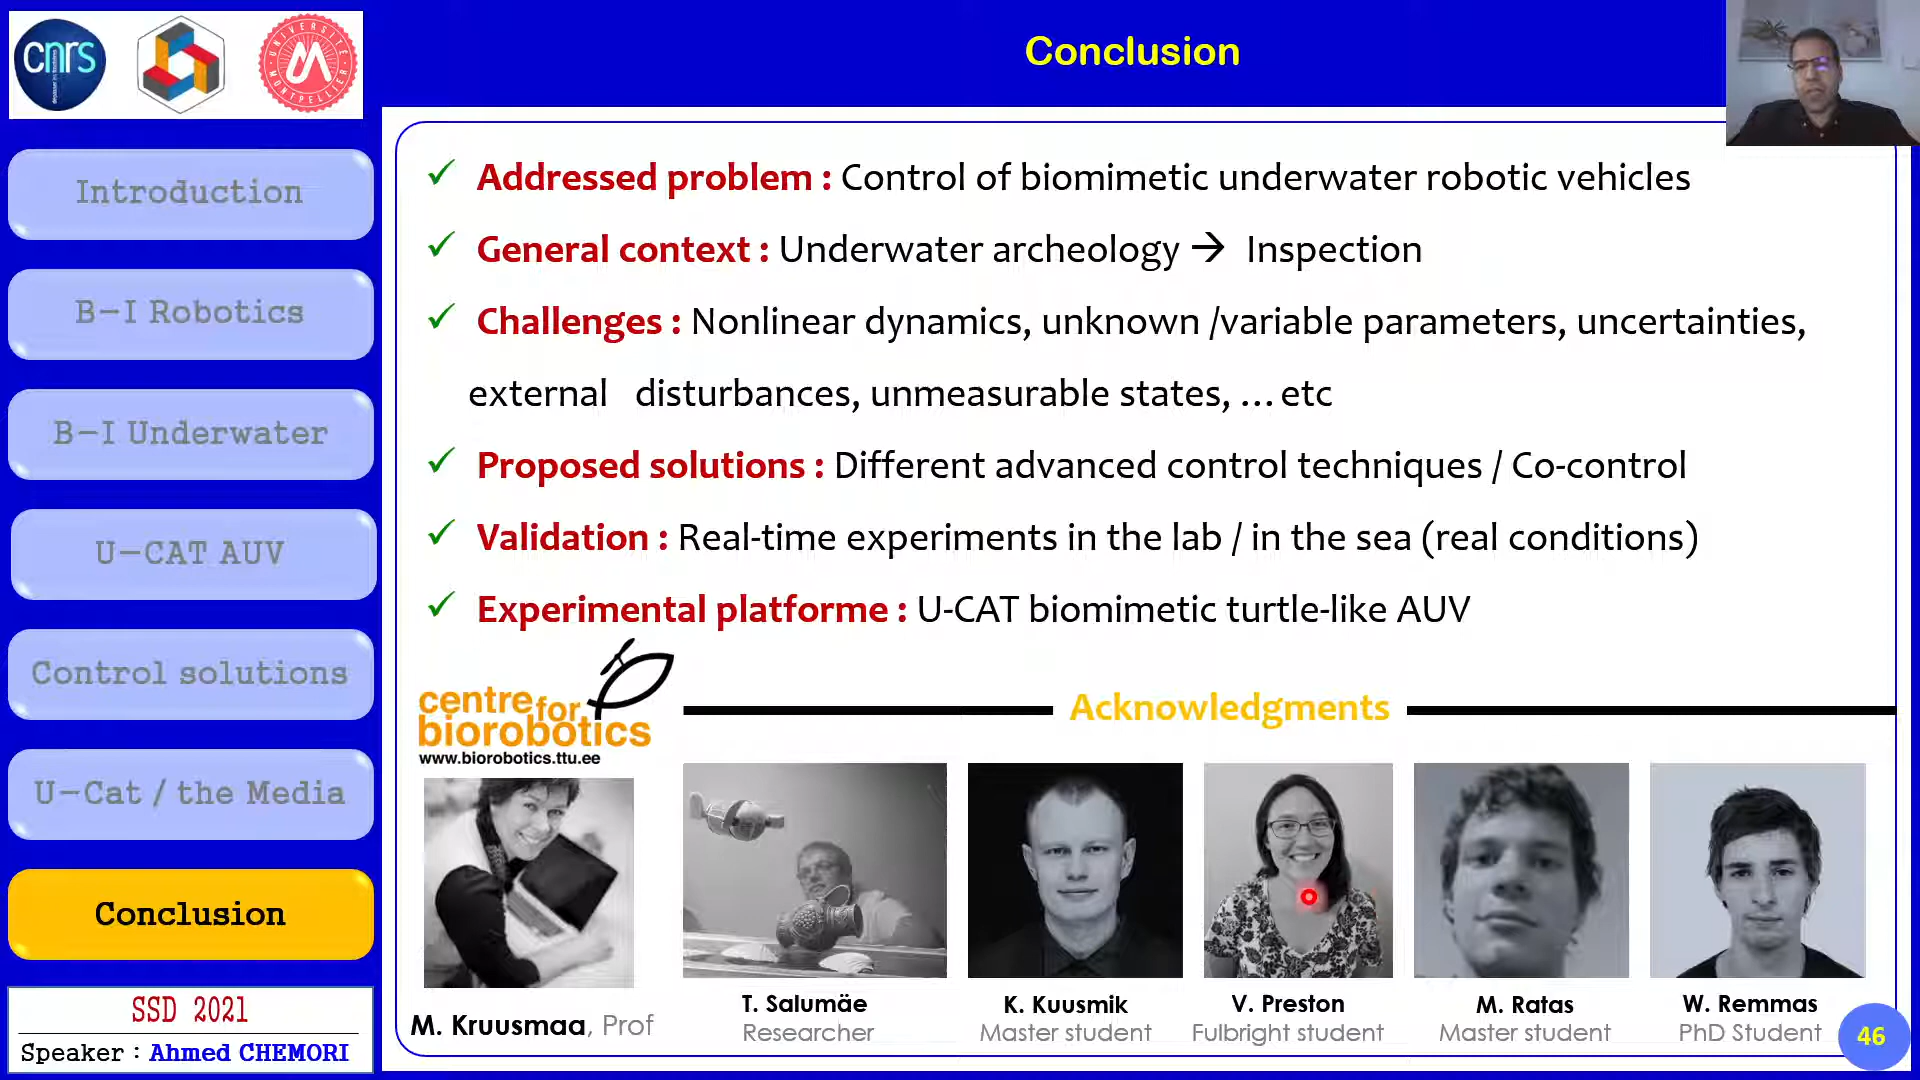 cnrs
UNIVERSITÉ
MONTPELLIER
Conclusion
Introduction
B-I Robotics
B-I Underwater
U-CAT AUV
Control solutions
U-Cat / the Media
Conclusion
SSD 2021
Speaker : Ahmed CHEMORI
✓ Addressed problem : Control of biomimetic underwater robotic vehicles
✓ General context : Underwater archeology → Inspection
✓ Challenges : Nonlinear dynamics, unknown /variable parameters, uncertainties,
external disturbances, unmeasurable states, ... etc
✓ Proposed solutions : Different advanced control techniques / Co-control
✓ Validation : Real-time experiments in the lab / in the sea (real conditions)
✓ Experimental platforme : U-CAT biomimetic turtle-like AUV
centre for
biorobotics
www.biorobotics.ttu.ee
Acknowledgments
M. Kruusmaa, Prof
T. Salumäe
Researcher
K. Kuusmik
Master student
V. Preston
Fulbright student
M. Ratas
Master student
W. Remmas
PhD Student
46